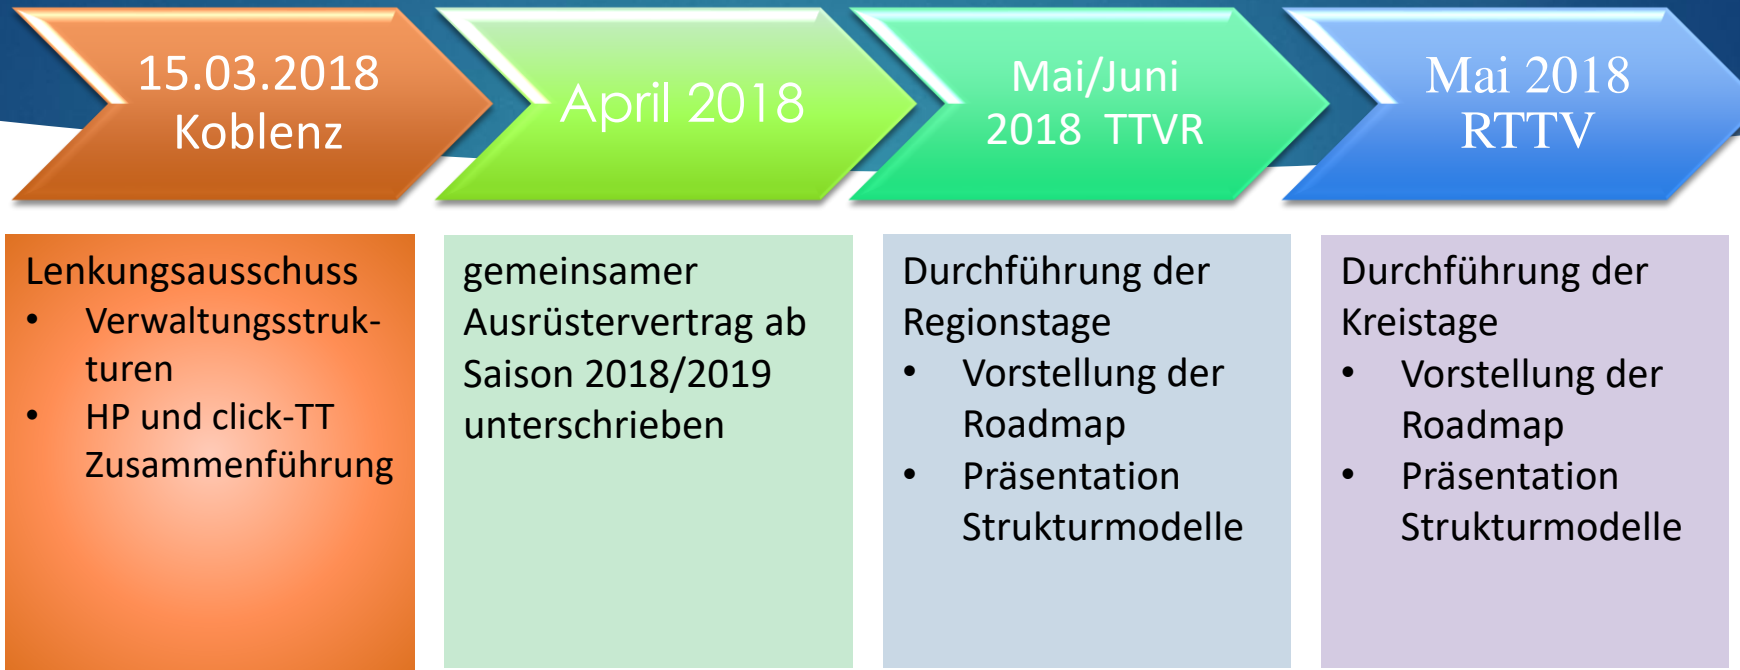 15.03.2018
Koblenz
April 2018
Mai/Juni
2018 TTVR
Mai 2018
RTTV
Lenkungsausschuss
• Verwaltungsstruk-
turen
• HP und click-TT
Zusammenführung
gemeinsamer
Ausrüstervertrag ab
Saison 2018/2019
unterschrieben
Durchführung der
Regionstage
• Vorstellung der
Roadmap
• Präsentation
Strukturmodelle
Durchführung der
Kreistage
• Vorstellung der
Roadmap
• Präsentation
Strukturmodelle